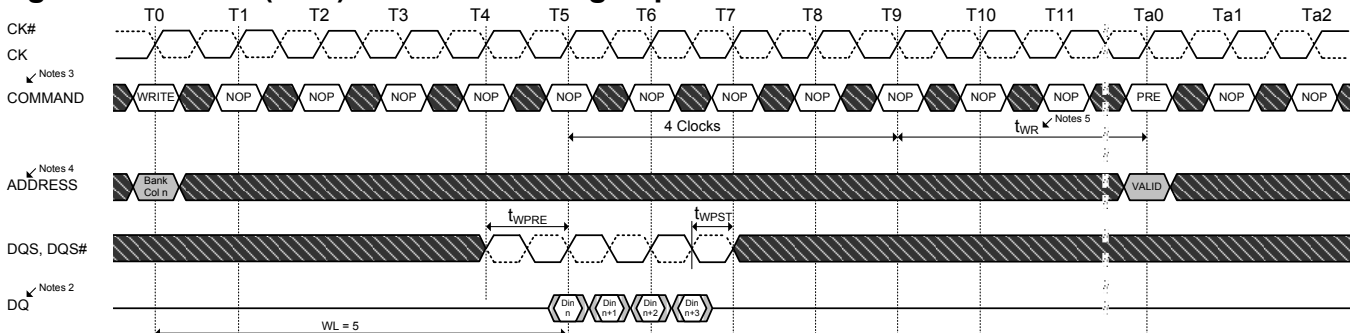 T0 T1 T2 T3 T4 T5 T6 T7 T8 T9 T10 T11 Ta0 Ta1 Ta2
CK#
CK
Notes 3
COMMAND WRITE NOP NOP NOP NOP NOP NOP NOP NOP NOP NOP NOP PRE NOP NOP
4 Clocks tWR Notes 5
Notes 4
ADDRESS Bank Col n VALID
tWPRE tWPST
DQS, DQS#
Notes 2
DQ Din n Din n+1 Din n+2 Din n+3
WL = 5